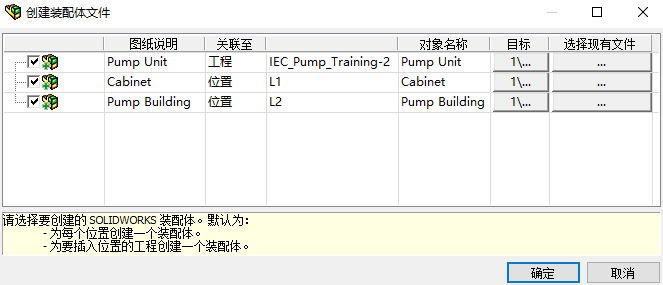 创建装配体文件
图纸说明 关联至 对象名称 目标 选择现有文件
Pump Unit 工程 IEC_Pump_Training-2 Pump Unit 1\... ...
Cabinet 位置 L1 Cabinet 1\... ...
Pump Building 位置 L2 Pump Building 1\... ...
请选择要创建的 SOLIDWORKS 装配体。默认为：
- 为每个位置创建一个装配体。
- 为要插入位置的工程创建一个装配体。
确定 取消